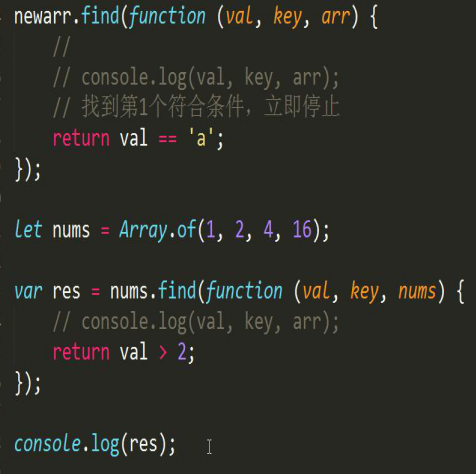 newarr.find(function (val, key, arr) {
//
// console.log(val, key, arr);
// 找到第1个符合条件，立即停止
return val == 'a';
});
let nums = Array.of(1, 2, 4, 16);
var res = nums.find(function (val, key, nums) {
// console.log(val, key, arr);
return val > 2;
});
console.log(res);